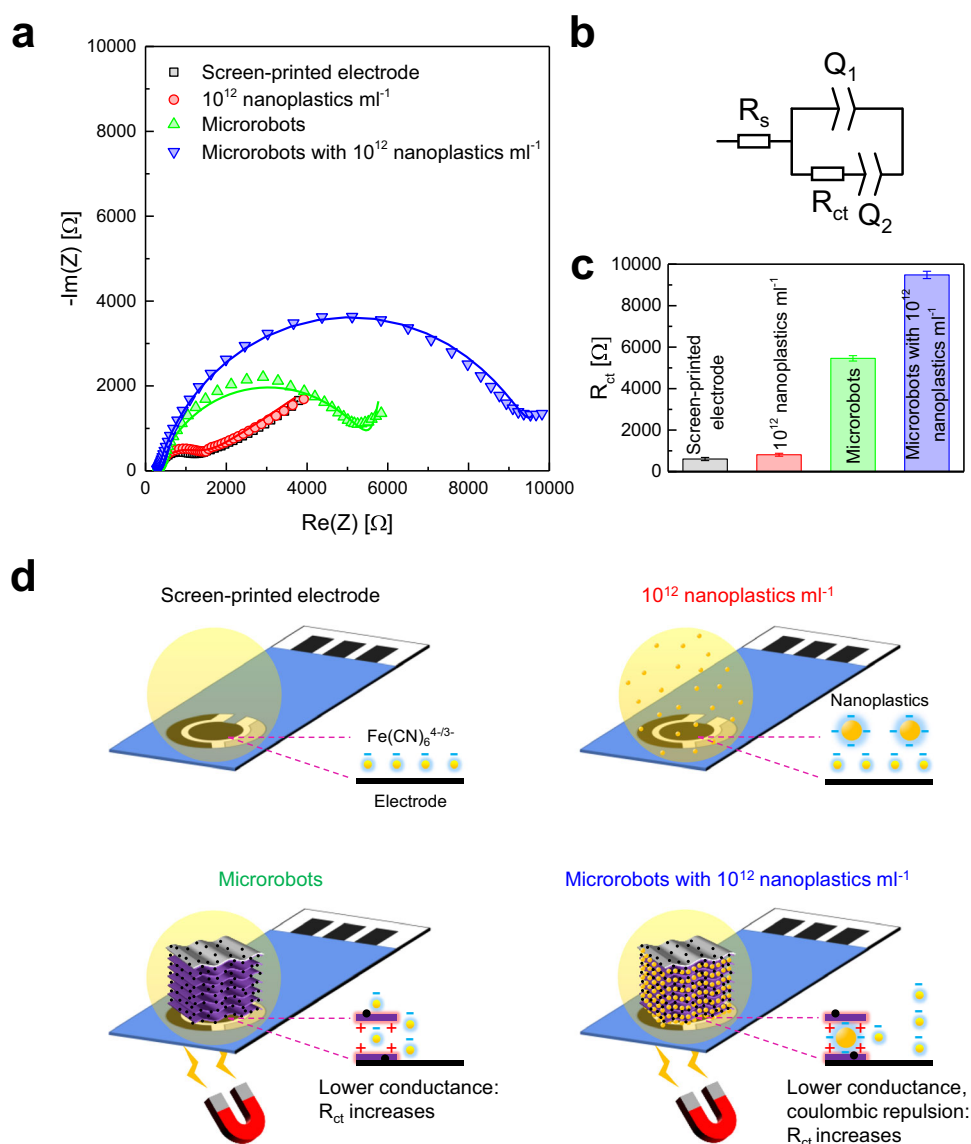 a
10000
8000
6000
4000
2000
0
-Im(Z) [Ω]
Screen-printed electrode
10¹² nanoplastics ml⁻¹
Microrobots
Microrobots with 10¹² nanoplastics ml⁻¹
0 2000 4000 6000 8000 10000
Re(Z) [Ω]
b
Q₁
Rₛ
R_ct
Q₂
c
10000
8000
6000
4000
2000
0
R_ct [Ω]
Screen-printed
electrode
10¹² nanoplastics ml⁻¹
Microrobots
Microrobots with 10¹²
nanoplastics ml⁻¹
d
Screen-printed electrode
Fe(CN)₆⁴⁻/³⁻
- - - -
Electrode
10¹² nanoplastics ml⁻¹
Nanoplastics
- -
- -
- - - -
Microrobots
-
-
+ +
-
+ +
-
Lower conductance:
R_ct increases
Microrobots with 10¹² nanoplastics ml⁻¹
-
-
+ - +
-
+ - +
-
Lower conductance,
coulombic repulsion:
R_ct increases